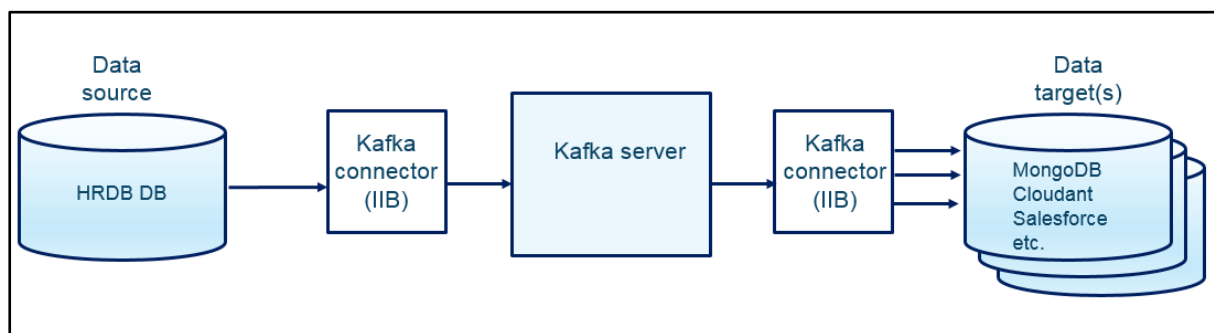 Data
source
HRDB DB
Kafka
connector
(IIB)
Kafka server
Kafka
connector
(IIB)
Data
target(s)
MongoDB
Cloudant
Salesforce
etc.